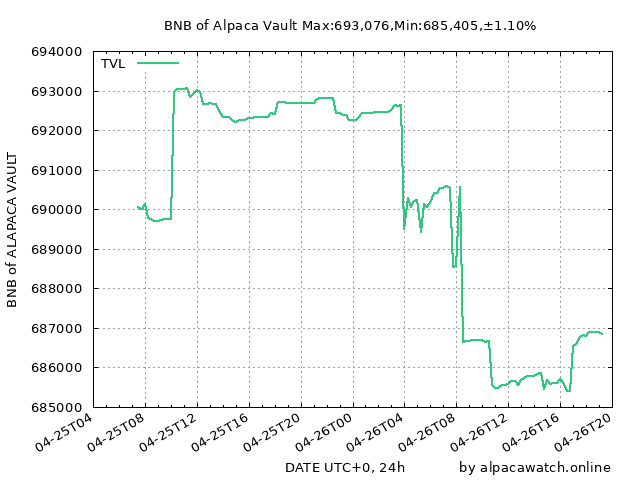 BNB of Alpaca Vault Max:693,076,Min:685,405,±1.10%
694000
TVL
693000
692000
691000
690000
689000
688000
687000
686000
685000
BNB of ALAPACA VAULT
04-25T04
04-25T08
04-25T12
04-25T16
04-25T20
04-26T00
04-26T04
04-26T08
04-26T12
04-26T16
04-26T20
DATE UTC+0, 24h
by alpacawatch.online